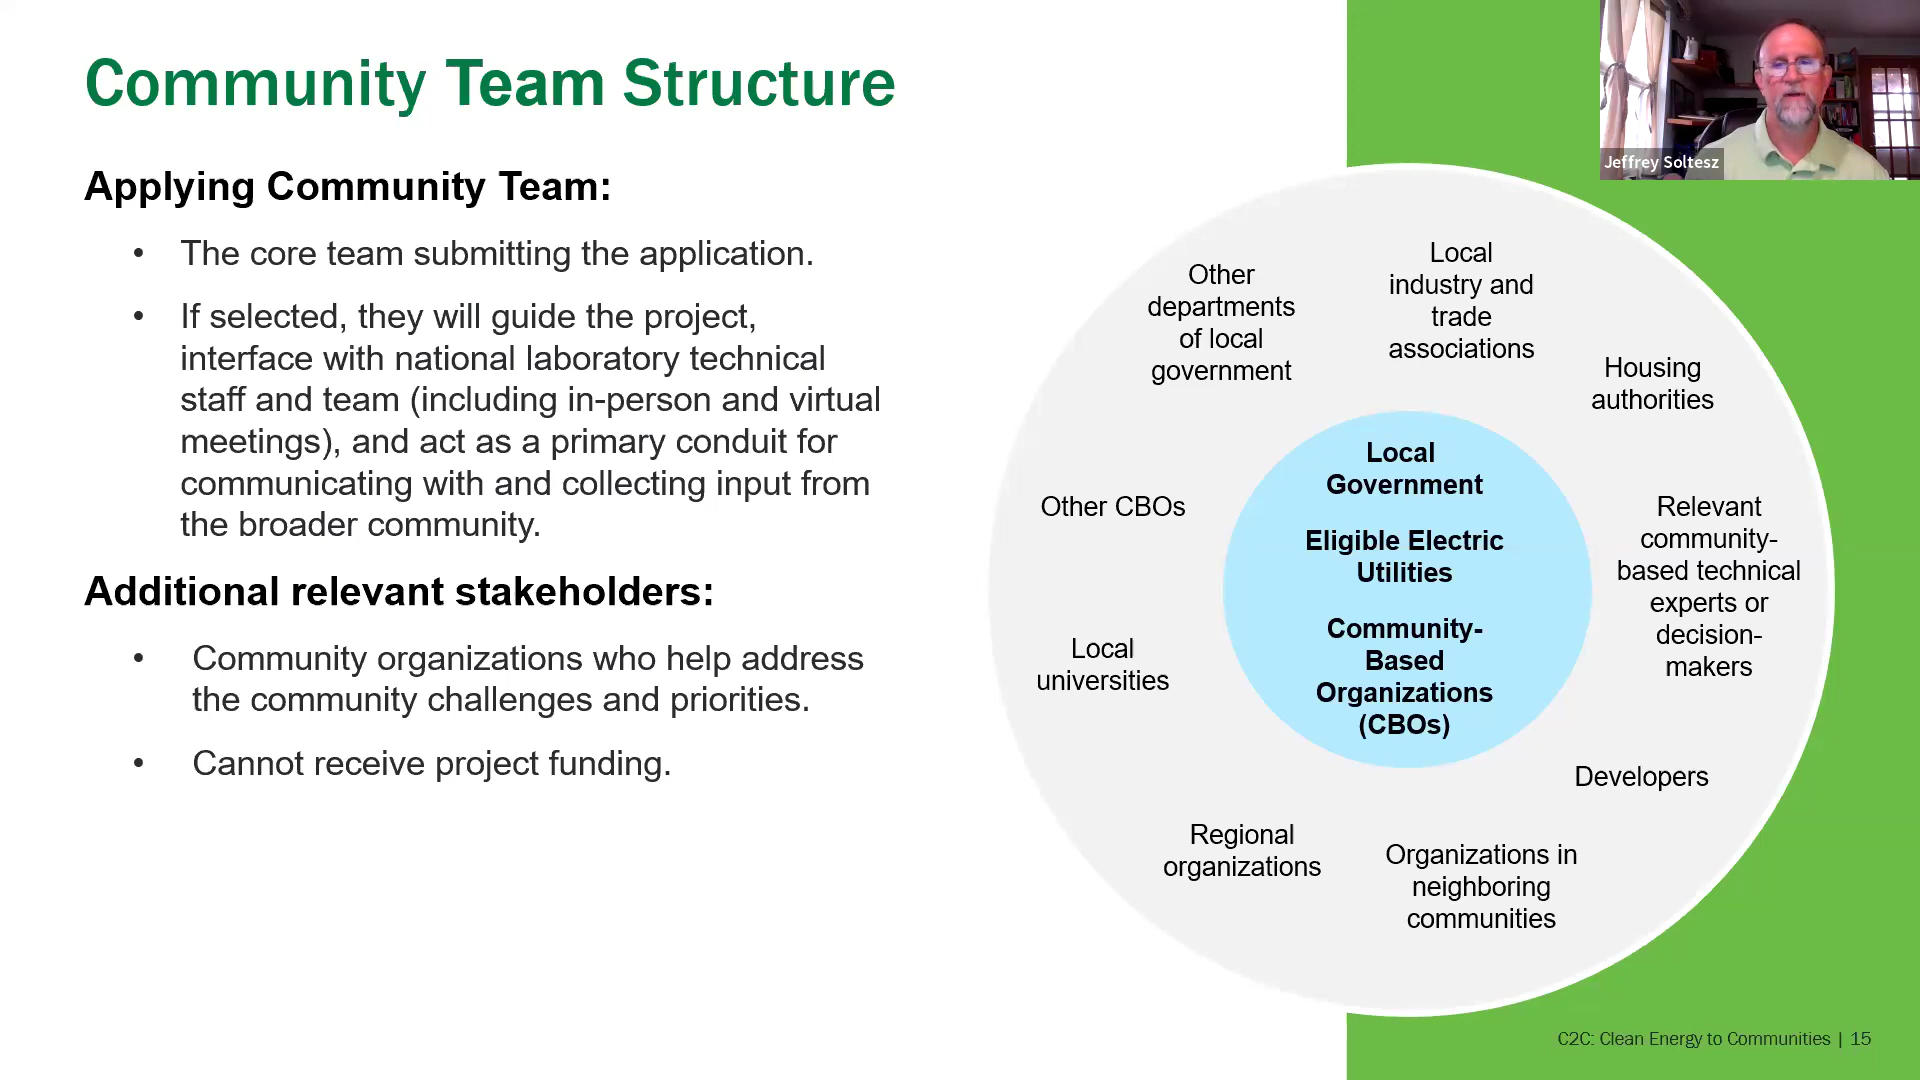 Community Team Structure
Jeffrey Soltesz
Applying Community Team:
• The core team submitting the application.
• If selected, they will guide the project,
interface with national laboratory technical
staff and team (including in-person and virtual
meetings), and act as a primary conduit for
communicating with and collecting input from
the broader community.
Additional relevant stakeholders:
• Community organizations who help address
the community challenges and priorities.
• Cannot receive project funding.
Other
departments
of local
government
Local
industry and
trade
associations
Housing
authorities
Other CBOs
Local
Government
Eligible Electric
Utilities
Community-
Based
Organizations
(CBOs)
Relevant
community-
based technical
experts or
decision-
makers
Local
universities
Developers
Regional
organizations
Organizations in
neighboring
communities
C2C: Clean Energy to Communities | 15